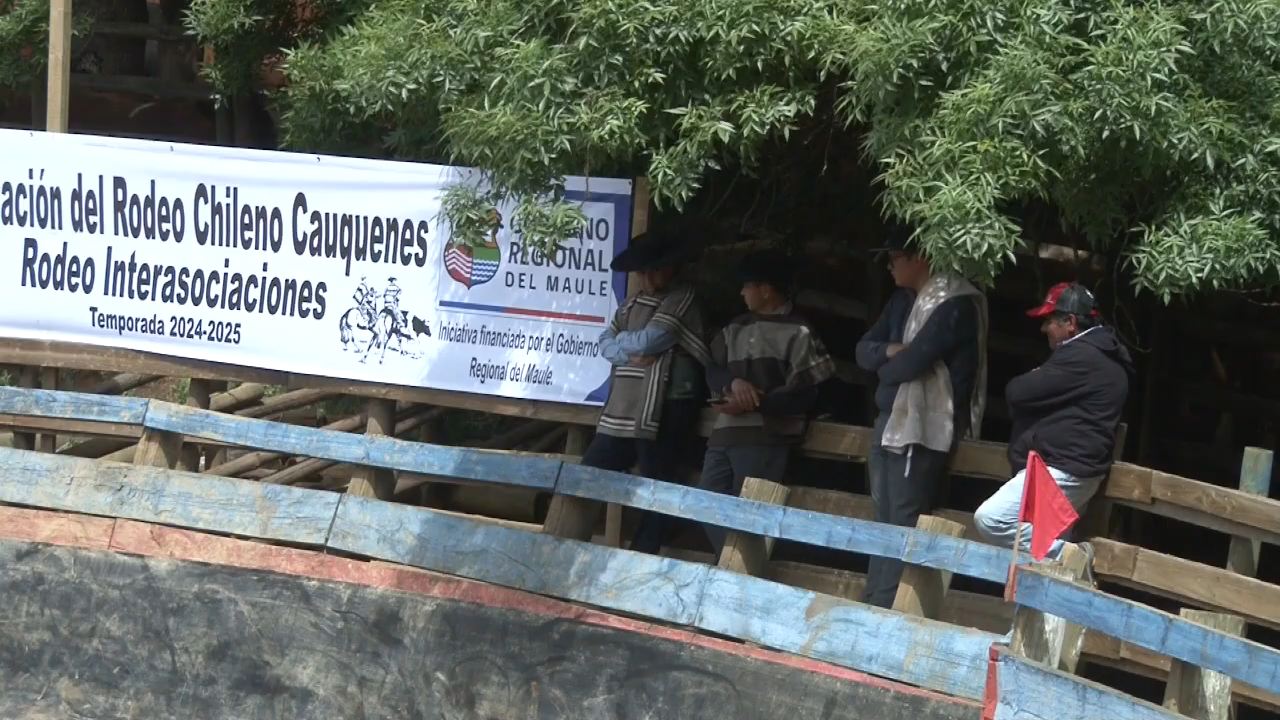 ación del Rodeo Chileno Cauquenes
Rodeo Interasociaciones
Temporada 2024-2025
REGIONAL
DEL MAULE
Iniciativa financiada por el Gobierno
Regional del Maule.